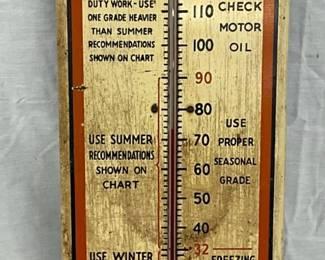 DUTY WORK - USE
ONE GRADE HEAVIER
THAN SUMMER
RECOMMENDATIONS
SHOWN ON CHART
USE SUMMER
RECOMMENDATIONS
SHOWN ON
CHART
USE WINTER
110
100
90
80
70
60
50
40
32
CHECK
MOTOR
OIL
USE
PROPER
SEASONAL
GRADE
FREEZING